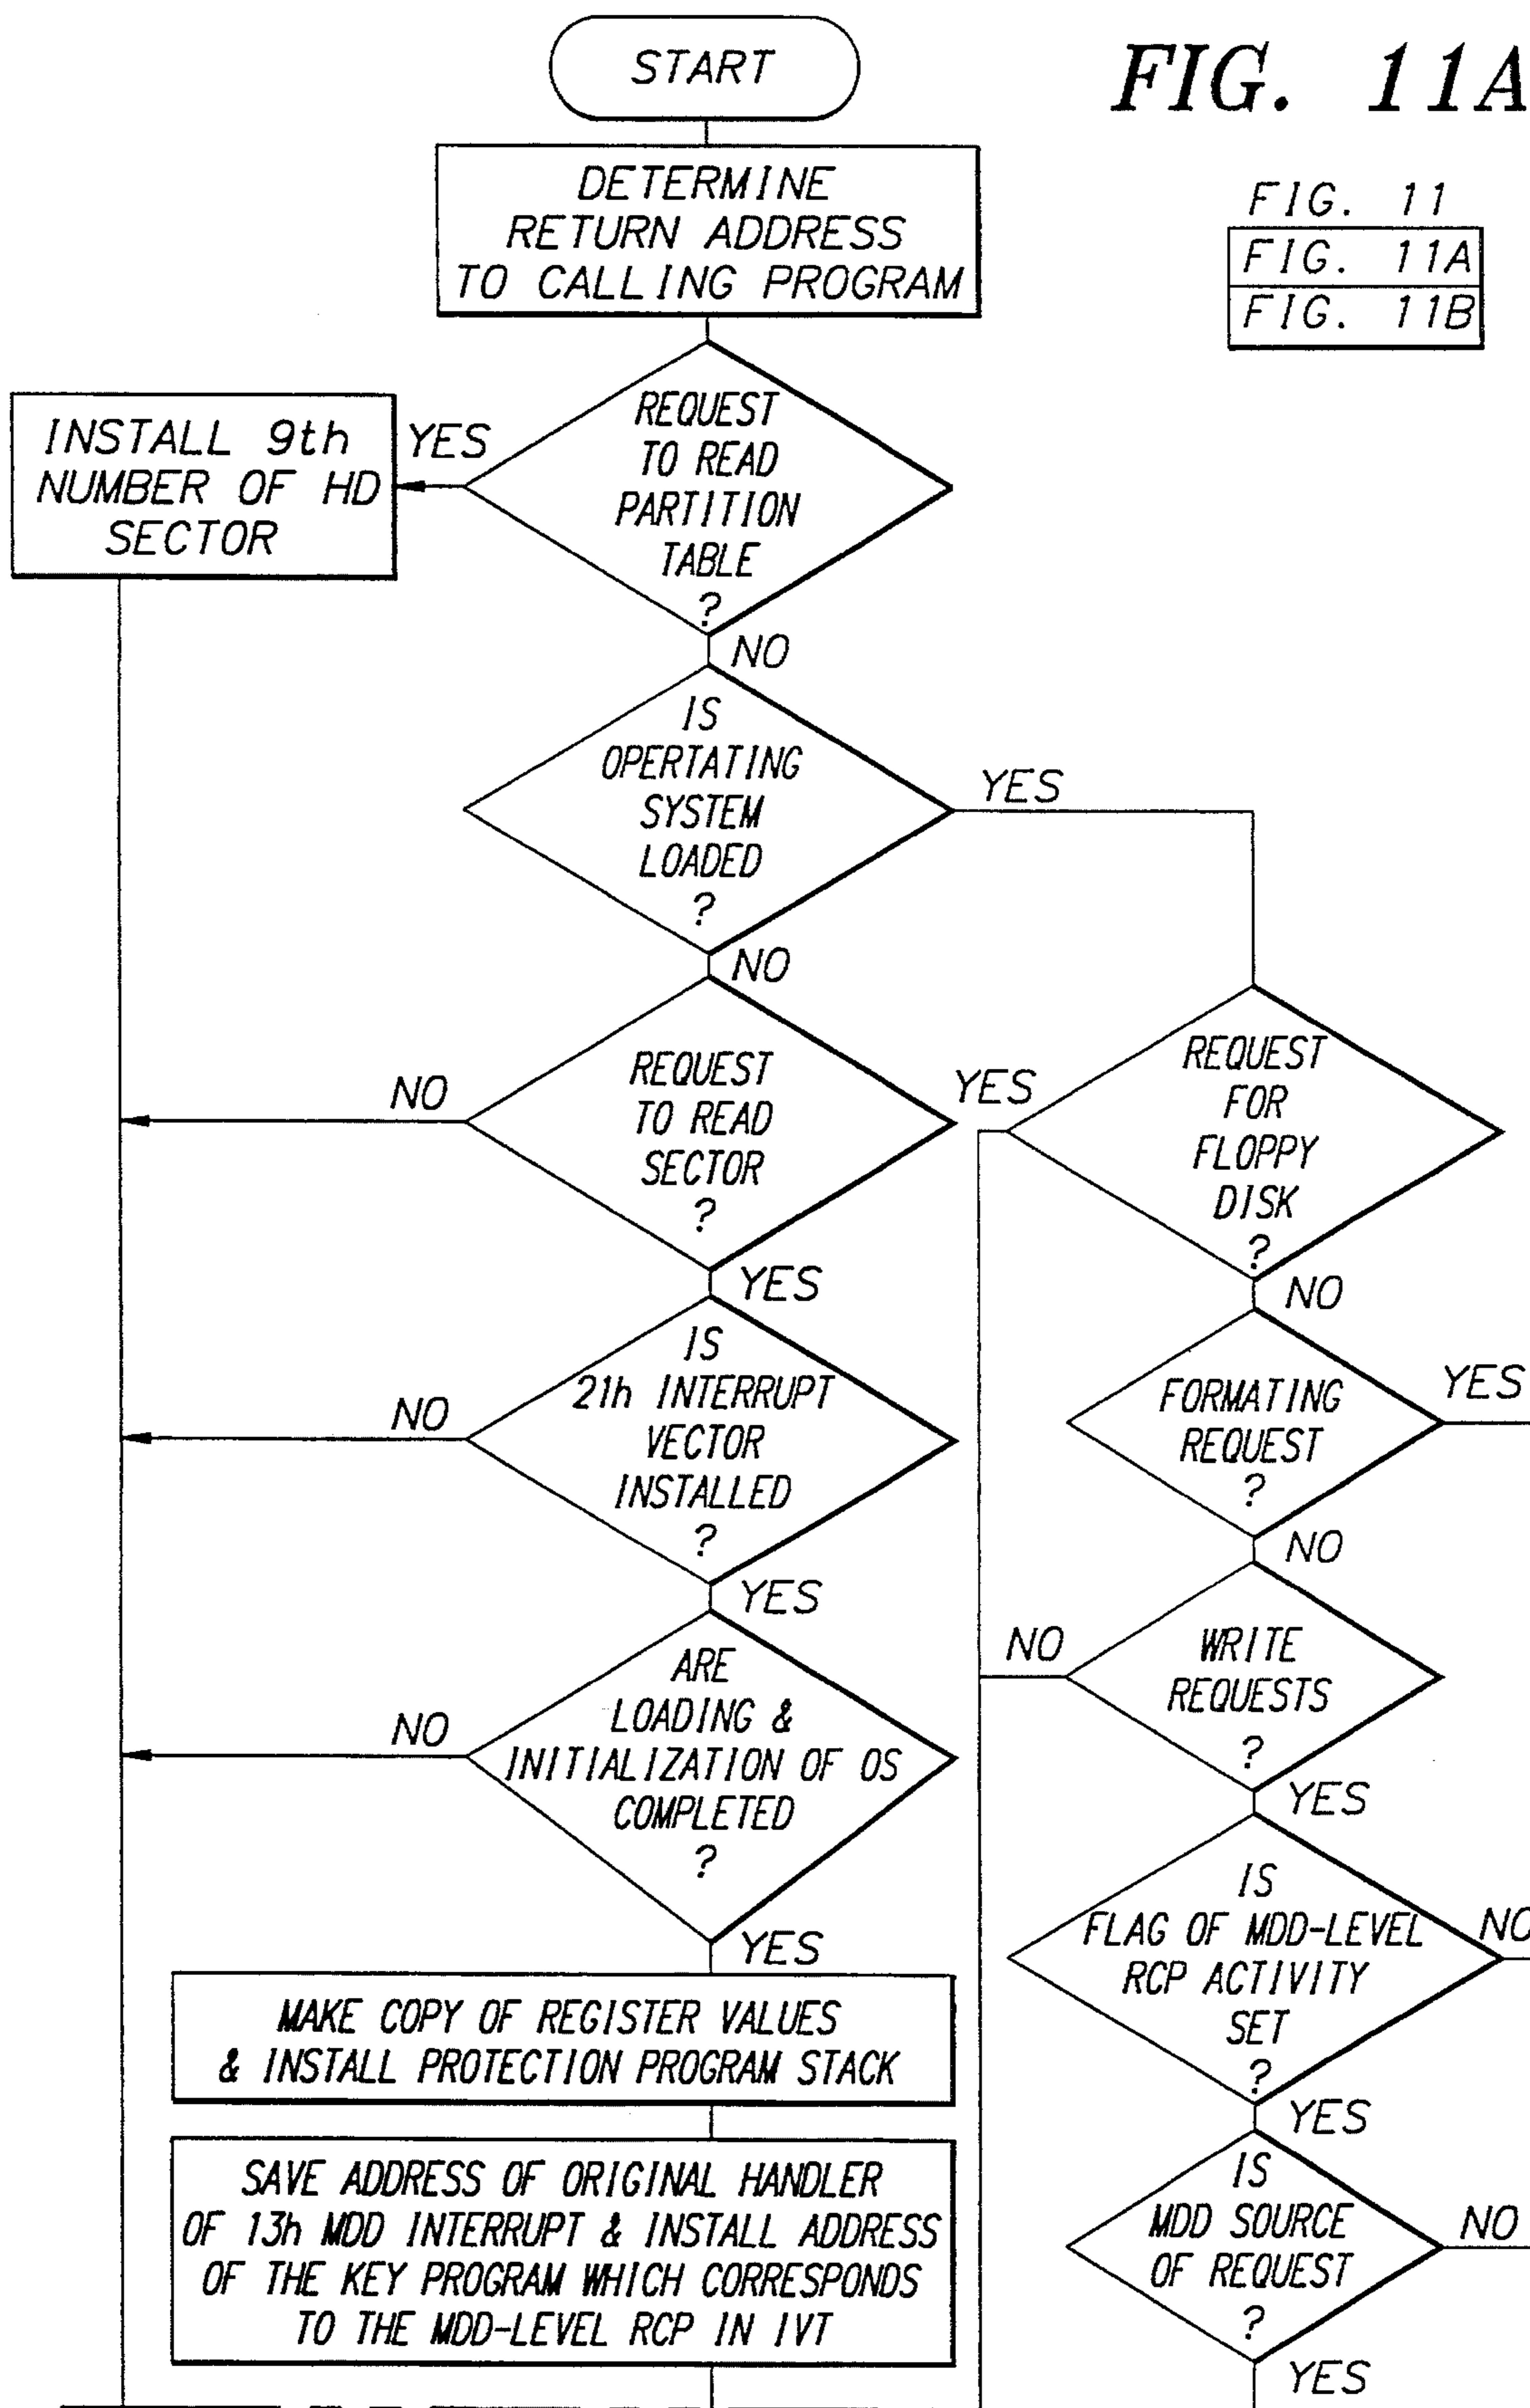 START
FIG. 11A
DETERMINE
RETURN ADDRESS
TO CALLING PROGRAM
FIG. 11
FIG. 11A
FIG. 11B
REQUEST
TO READ
PARTITION
TABLE
?
YES
INSTALL 9th
NUMBER OF HD
SECTOR
NO
IS
OPERTATING
SYSTEM
LOADED
?
YES
NO
REQUEST
TO READ
SECTOR
?
NO
YES
REQUEST
FOR
FLOPPY
DISK
?
YES
NO
IS
21h INTERRUPT
VECTOR
INSTALLED
?
NO
YES
FORMATING
REQUEST
?
YES
NO
ARE
LOADING &
INITIALIZATION OF OS
COMPLETED
?
NO
YES
WRITE
REQUESTS
?
NO
YES
IS
FLAG OF MDD-LEVEL
RCP ACTIVITY
SET
?
NO
YES
MAKE COPY OF REGISTER VALUES
& INSTALL PROTECTION PROGRAM STACK
SAVE ADDRESS OF ORIGINAL HANDLER
OF 13h MDD INTERRUPT & INSTALL ADDRESS
OF THE KEY PROGRAM WHICH CORRESPONDS
TO THE MDD-LEVEL RCP IN IVT
IS
MDD SOURCE
OF REQUEST
?
NO
YES